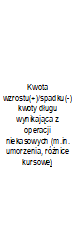 Kwota
wzrostu(+)/spadku(-)
kwoty długu
wynikająca z
operacji
niekasowych (m.in.
umorzenia, różnice
kursowe)